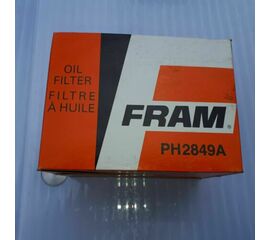 OIL
FILTER
FILTRE
À HUILE
FRAM®
PH2849A